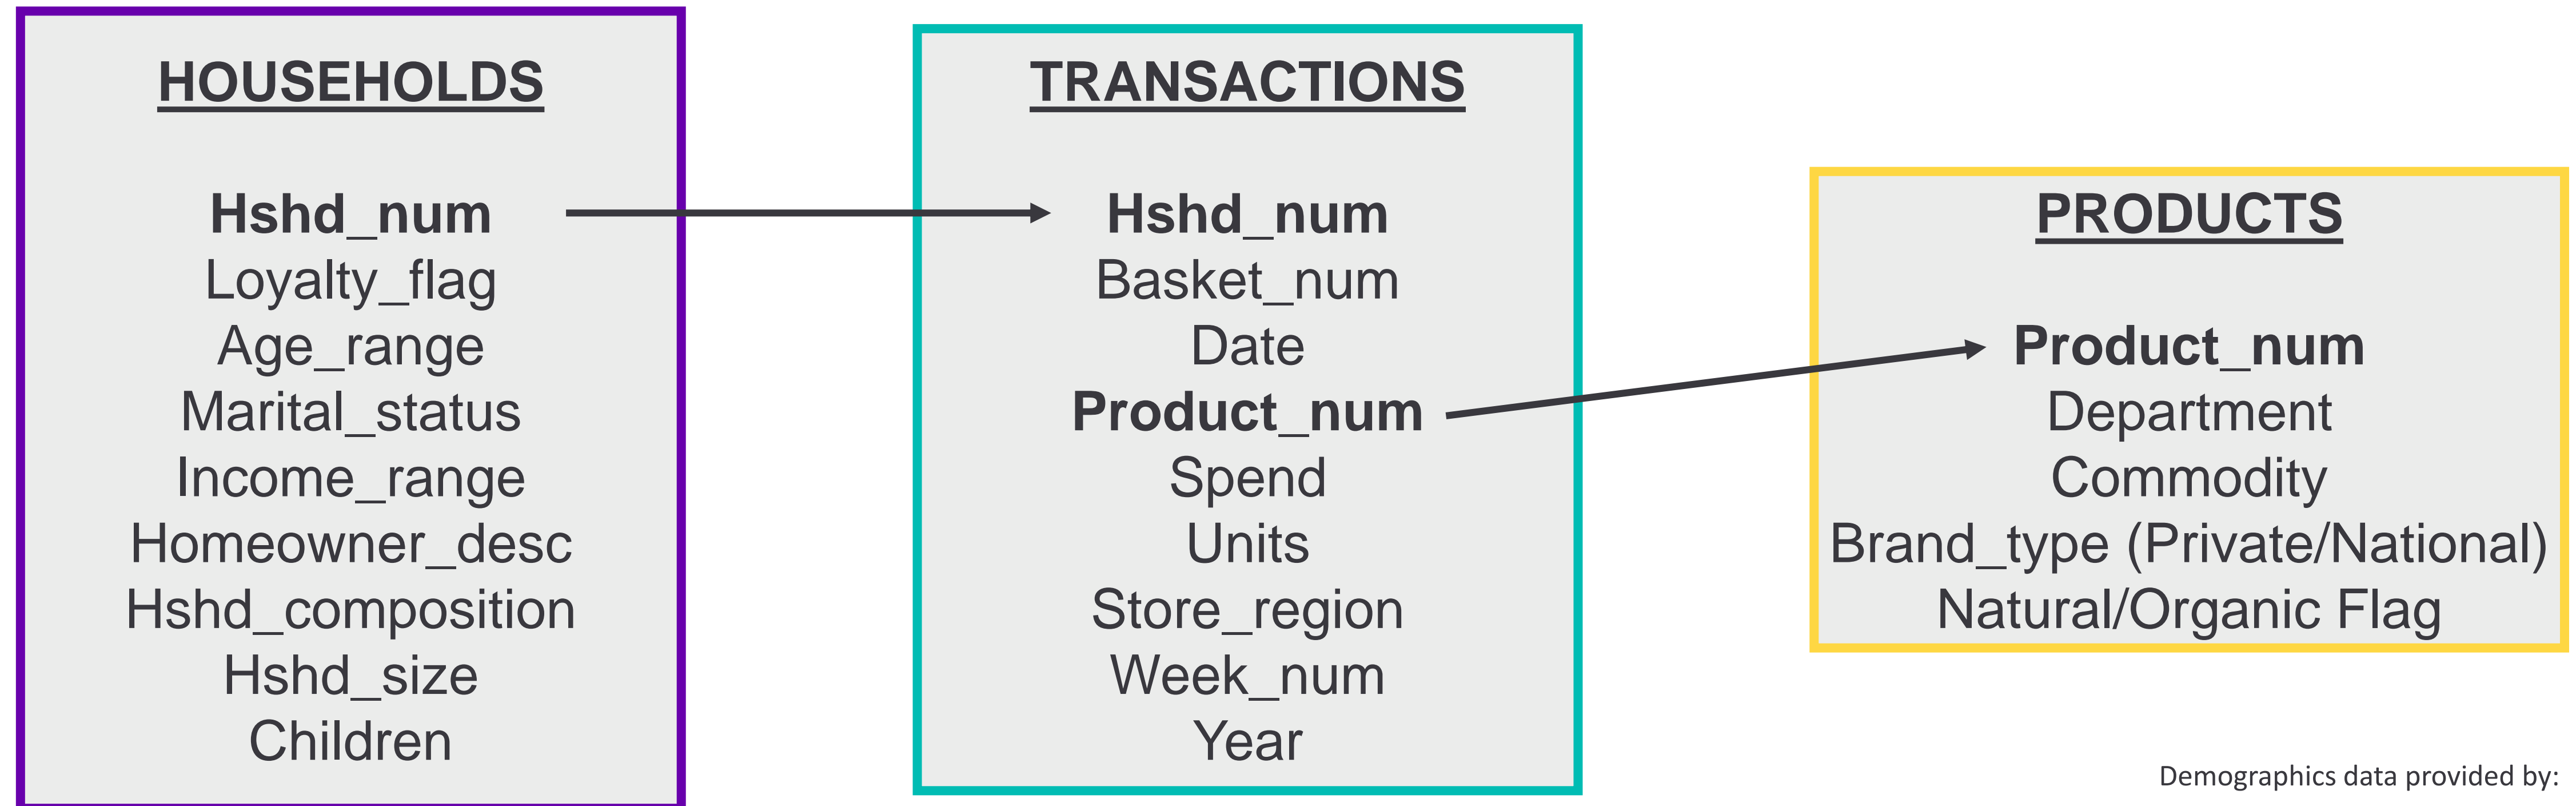 HOUSEHOLDS
Hshd_num
Loyalty_flag
Age_range
Marital_status
Income_range
Homeowner_desc
Hshd_composition
Hshd_size
Children
TRANSACTIONS
Hshd_num
Basket_num
Date
Product_num
Spend
Units
Store_region
Week_num
Year
PRODUCTS
Product_num
Department
Commodity
Brand_type (Private/National)
Natural/Organic Flag
Demographics data provided by: